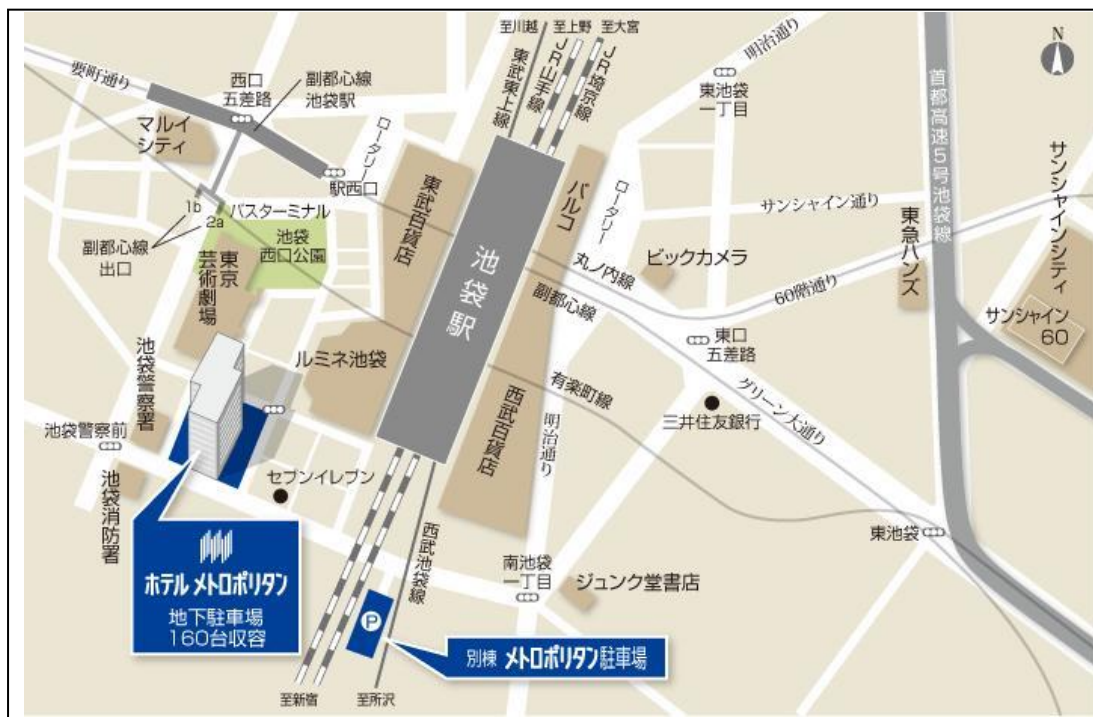 至川越
至上野
至大宮
東武東上線
JR山手線
JR埼京線
明治通り
N
要町通り
西口
五差路
副都心線
池袋駅
東池袋
一丁目
首都高速5号池袋線
サンシャインシティ
マルイ
シティ
ロータリー
駅西口
東武百貨店
パルコ
ロータリー
サンシャイン通り
東急ハンズ
1b
2a
バスターミナル
副都心線
出口
池袋
西口公園
東京
芸術劇場
池袋駅
丸ノ内線
副都心線
ビックカメラ
60階通り
サンシャイン
60
東口
五差路
池袋警察署
ルミネ池袋
有楽町線
グリーン大通り
三井住友銀行
西武百貨店
明治通り
池袋警察前
池袋消防署
セブンイレブン
西武池袋線
東池袋
南池袋
一丁目
ジュンク堂書店
ホテル メトロポリタン
地下駐車場
160台収容
P
別棟 メトロポリタン駐車場
至新宿
至所沢